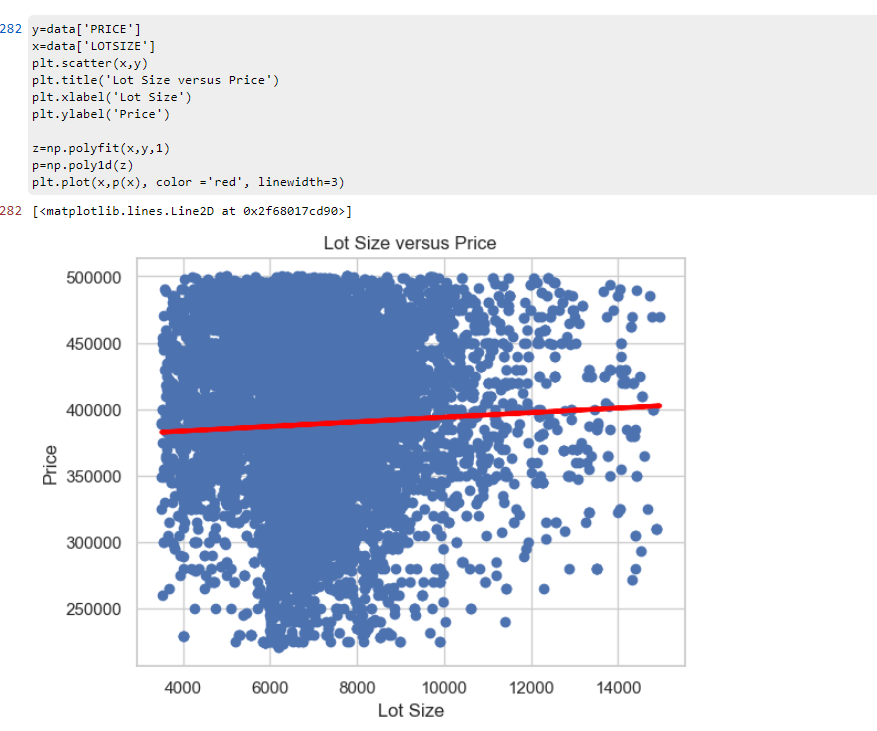 282 y=data['PRICE']
x=data['LOTSIZE']
plt.scatter(x,y)
plt.title('Lot Size versus Price')
plt.xlabel('Lot Size')
plt.ylabel('Price')
z=np.polyfit(x,y,1)
p=np.poly1d(z)
plt.plot(x,p(x), color ='red', linewidth=3)
282 [<matplotlib.lines.Line2D at 0x2f68017cd90>]
Lot Size versus Price
500000
450000
400000
350000
300000
250000
Price
4000 6000 8000 10000 12000 14000
Lot Size